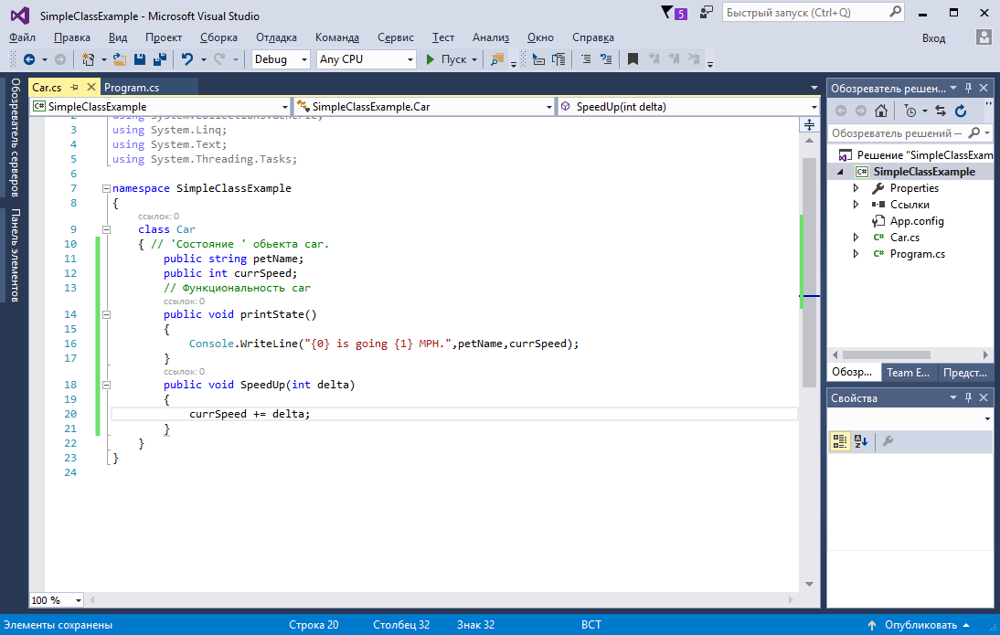 SimpleClassExample - Microsoft Visual Studio
5
Быстрый запуск (Ctrl+Q)
Файл Правка Вид Проект Сборка Отладка Команда Сервис Тест Анализ Окно Справка Вход
Debug Any CPU Пуск
Обозреватель серверов
Панель элементов
Car.cs Program.cs
C# SimpleClassExample SimpleClassExample.Car SpeedUp(int delta)
2 using System.Collections.Generic;
3 using System.Linq;
4 using System.Text;
5 using System.Threading.Tasks;
6
7 namespace SimpleClassExample
8 {
ссылок: 0
9 class Car
10 { // 'Состояние ' обьекта car.
11 public string petName;
12 public int currSpeed;
13 // Функциональность car
ссылок: 0
14 public void printState()
15 {
16 Console.WriteLine("{0} is going {1} MPH.",petName,currSpeed);
17 }
ссылок: 0
18 public void SpeedUp(int delta)
19 {
20 currSpeed += delta;
21 }
22 }
23 }
24
100 %
Обозреватель решен...
Обозреватель решений —
Решение "SimpleClassExam
C# SimpleClassExample
Properties
Ссылки
App.config
C# Car.cs
C# Program.cs
Обозр... Team E... Предст...
Свойства
Элементы сохранены Строка 20 Столбец 32 Знак 32 ВСТ Опубликовать